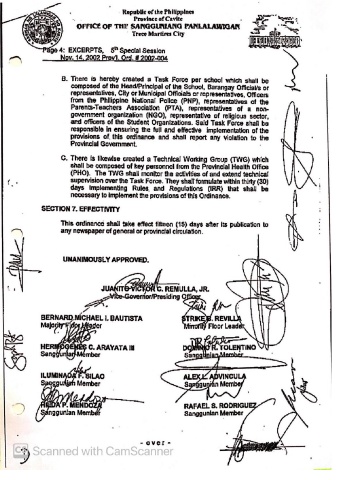 Republic of the Philippines
Province of Cavite
OFFICE OF THE SANGGUNIANG PANLALAWIGAN
Trece Martires City
Page 4: EXCERPTS, 5th Special Session
Nov. 14, 2002 Provl. Ord. # 2002-004
B. There is hereby created a Task Force per school which shall be
composed of the Head/Principal of the School, Barangay Officials or
representatives, City or Municipal Officials or representatives, Officers
from the Philippine National Police (PNP), representatives of the
Parents-Teachers Association (PTA), representatives of a non-
government organization (NGO), representative of religious sector,
and officers of the Student Organizations. Said Task Force shall be
responsible in ensuring the full and effective implementation of the
provisions of this ordinance and shall report any violation to the
Provincial Government.
C. There is likewise created a Technical Working Group (TWG) which
shall be composed of key personnel from the Provincial Health Office
(PHO). The TWG shall monitor the activities of and extend technical
supervision over the Task Force. They shall formulate within thirty (30)
days Implementing Rules and Regulations (IRR) that shall be
necessary to implement the provisions of this Ordinance.
SECTION 7. EFFECTIVITY
This ordinance shall take effect fifteen (15) days after its publication to
any newspaper of general or provincial circulation.
UNANIMOUSLY APPROVED.
JUANITO VICTOR C. REMULLA, JR.
Vice-Governor/Presiding Officer
BERNARD MICHAEL I. BAUTISTA
Majority Floor Leader
STRIKE B. REVILLA
Minority Floor Leader
HERMOGENES C. ARAYATA III
Sanggunian Member
DOMINO R. TOLENTINO
Sanggunian Member
ILUMINADA F. SILAO
Sanggunian Member
ALEX L. ADVINCULA
Sanggunian Member
HILDA P. MENDOZA
Sanggunian Member
RAFAEL S. RODRIGUEZ
Sanggunian Member
- over -
CS Scanned with CamScanner